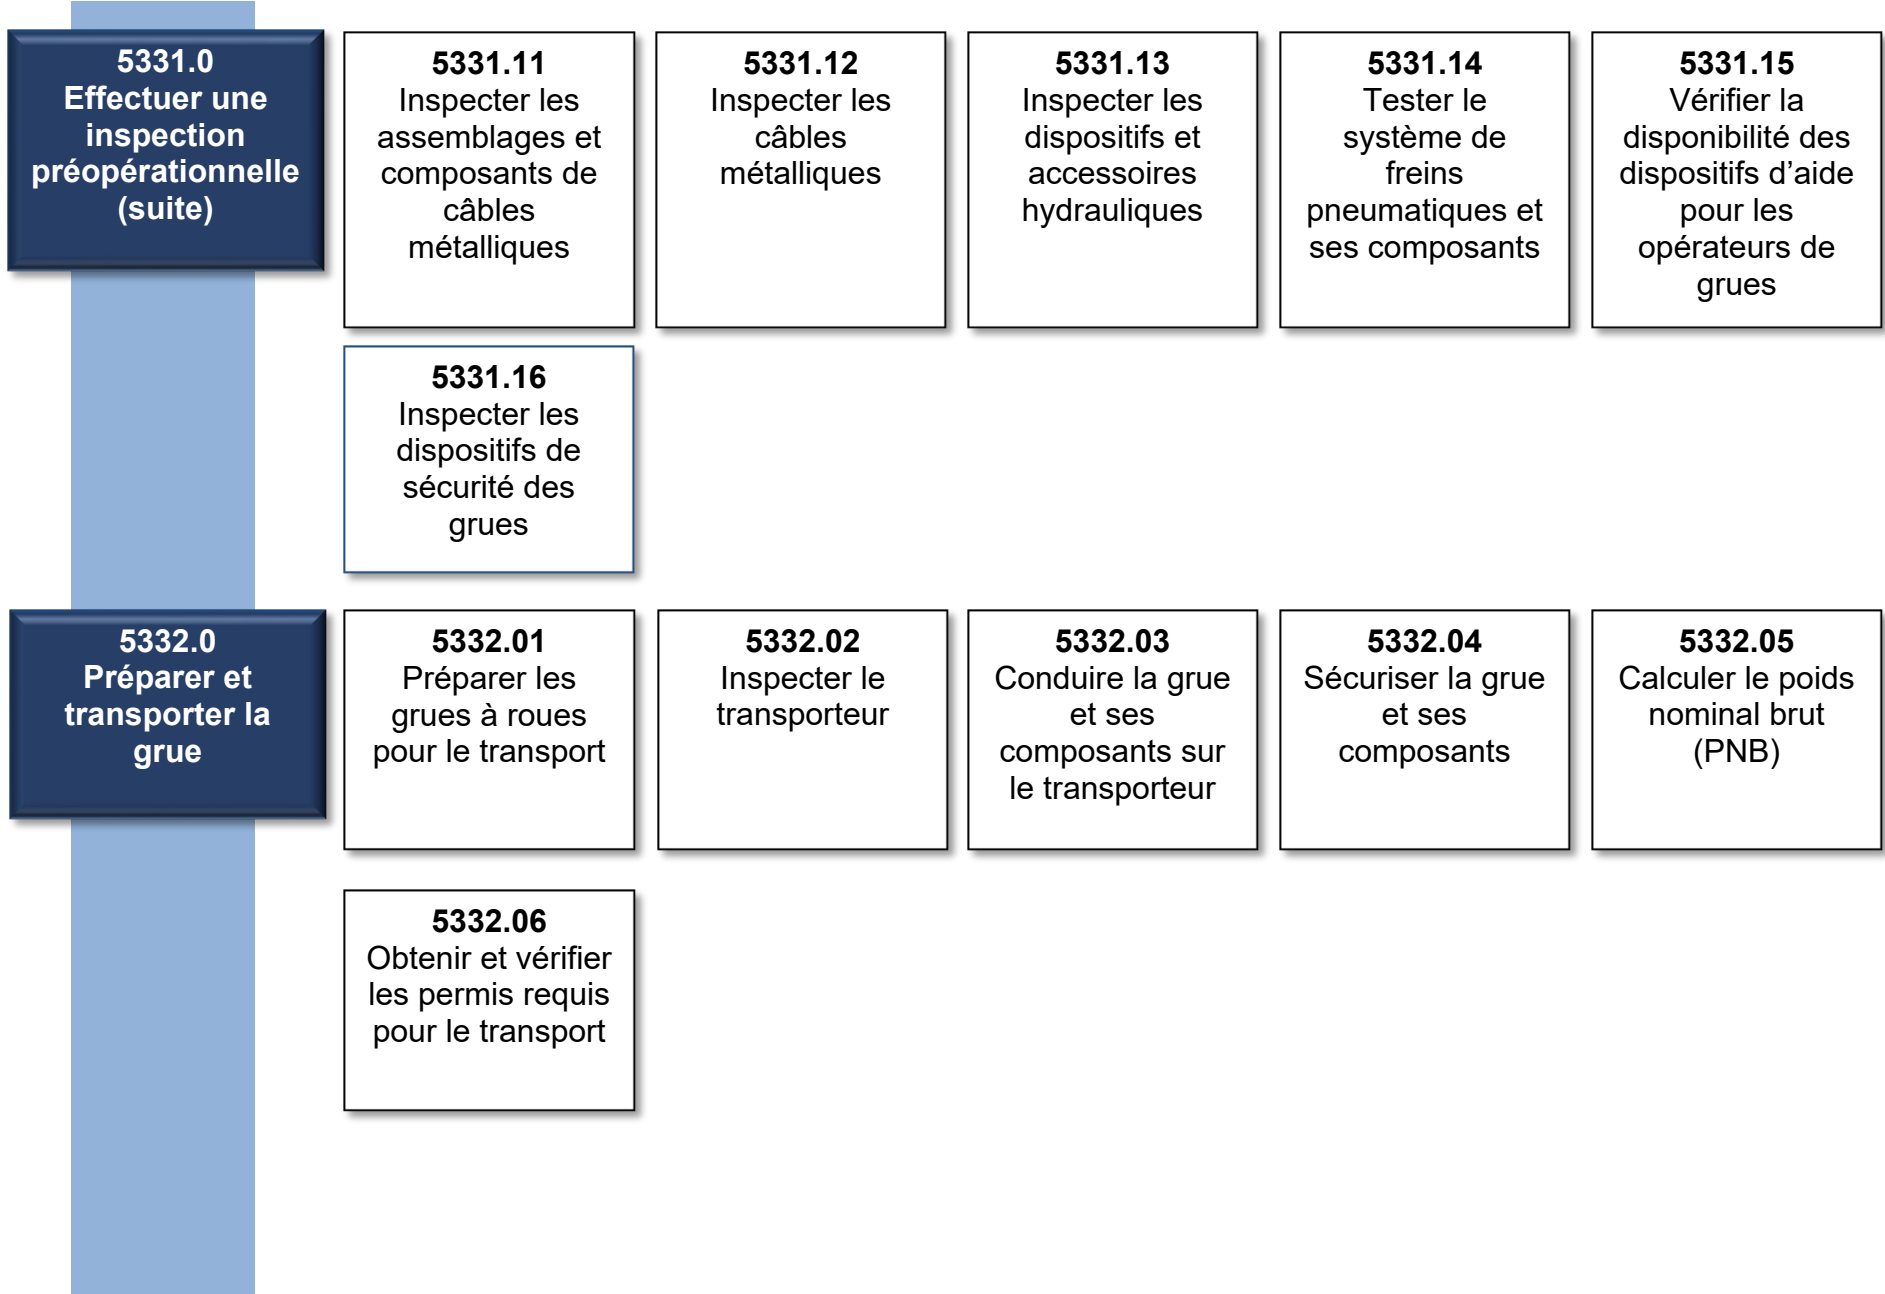 5331.0
Effectuer une
inspection
préopérationnelle
(suite)
5331.11
Inspecter les
assemblages et
composants de
câbles
métalliques
5331.12
Inspecter les
câbles
métalliques
5331.13
Inspecter les
dispositifs et
accessoires
hydrauliques
5331.14
Tester le
système de
freins
pneumatiques et
ses composants
5331.15
Vérifier la
disponibilité des
dispositifs d’aide
pour les
opérateurs de
grues
5331.16
Inspecter les
dispositifs de
sécurité des
grues
5332.0
Préparer et
transporter la
grue
5332.01
Préparer les
grues à roues
pour le transport
5332.02
Inspecter le
transporteur
5332.03
Conduire la grue
et ses
composants sur
le transporteur
5332.04
Sécuriser la grue
et ses
composants
5332.05
Calculer le poids
nominal brut
(PNB)
5332.06
Obtenir et vérifier
les permis requis
pour le transport